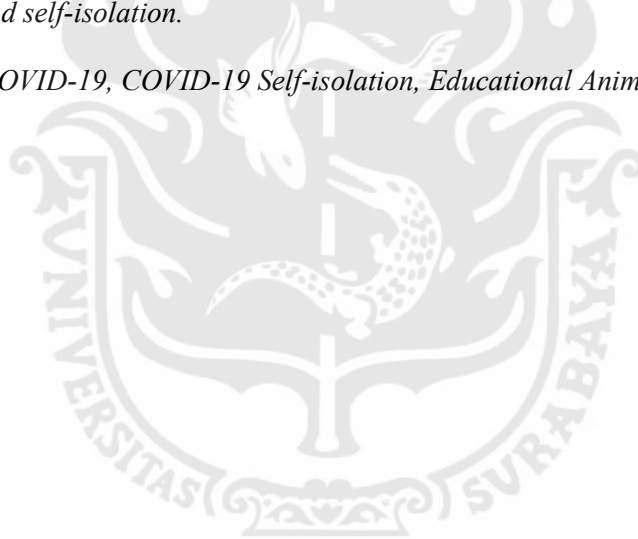 d self-isolation.
OVID-19, COVID-19 Self-isolation, Educational Anim
UNIVERSITAS SURABAYA